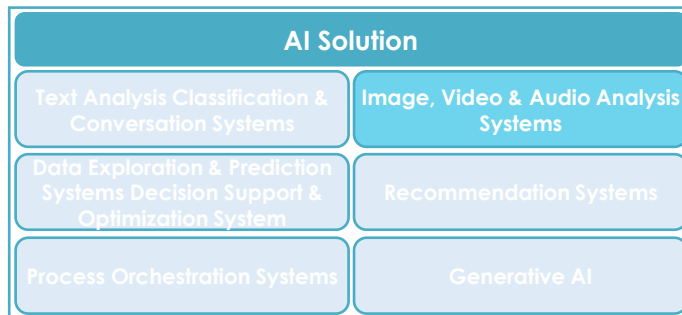 AI Solution
Text Analysis Classification &
Conversation Systems
Image, Video & Audio Analysis
Systems
Data Exploration & Prediction
Systems Decision Support &
Optimization System
Recommendation Systems
Process Orchestration Systems
Generative AI